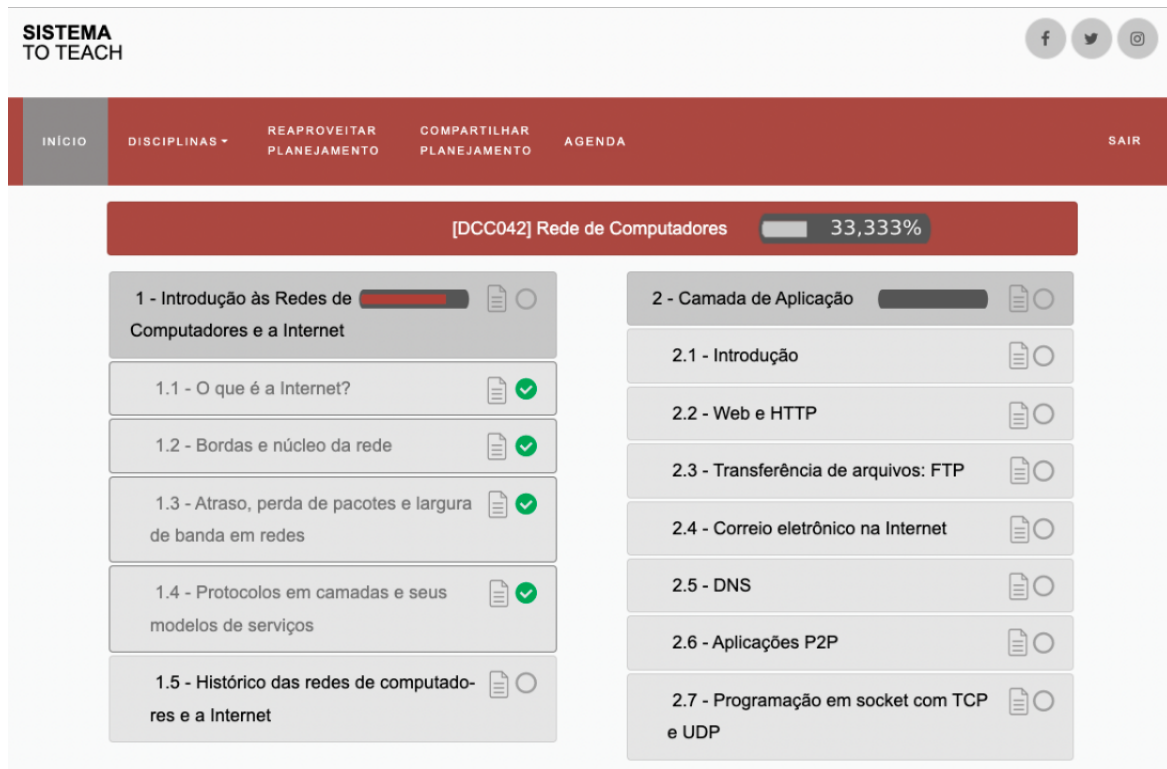 SISTEMA
TO TEACH
INÍCIO
DISCIPLINAS
REAPROVEITAR
PLANEJAMENTO
COMPARTILHAR
PLANEJAMENTO
AGENDA
SAIR
[DCC042] Rede de Computadores 33,333%
1 - Introdução às Redes de
Computadores e a Internet
1.1 - O que é a Internet?
1.2 - Bordas e núcleo da rede
1.3 - Atraso, perda de pacotes e largura
de banda em redes
1.4 - Protocolos em camadas e seus
modelos de serviços
1.5 - Histórico das redes de computado-
res e a Internet
2 - Camada de Aplicação
2.1 - Introdução
2.2 - Web e HTTP
2.3 - Transferência de arquivos: FTP
2.4 - Correio eletrônico na Internet
2.5 - DNS
2.6 - Aplicações P2P
2.7 - Programação em socket com TCP
e UDP